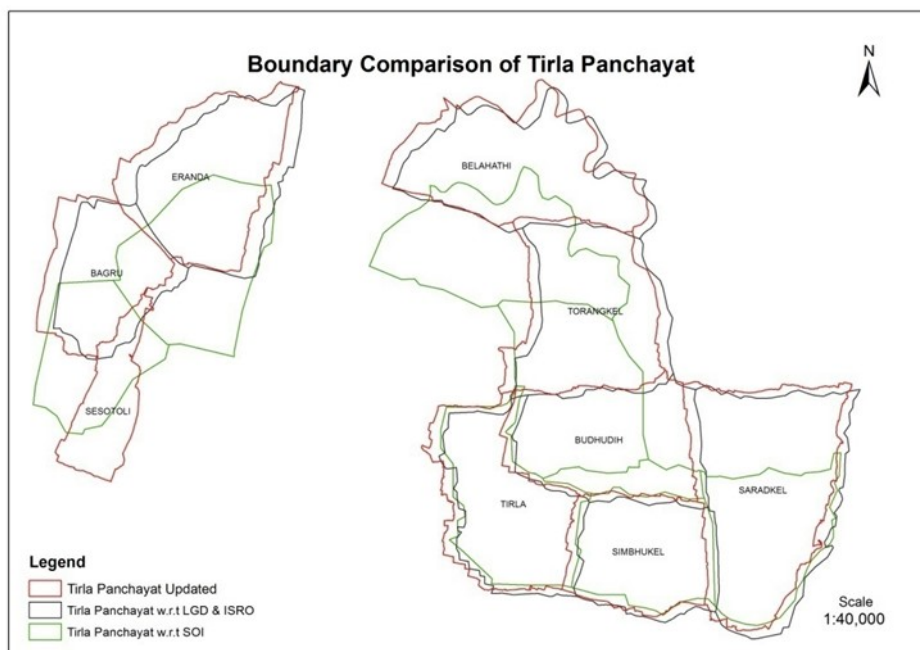 Boundary Comparison of Tirla Panchayat
N
BELAHATHI
ERANDA
BAGRU
TORANGKEL
SESOTOLI
BUDHUDIH
SARADKEL
TIRLA
SIMBHUKEL
Legend
Tirla Panchayat Updated
Tirla Panchayat w.r.t LGD & ISRO
Tirla Panchayat w.r.t SOI
Scale
1:40,000